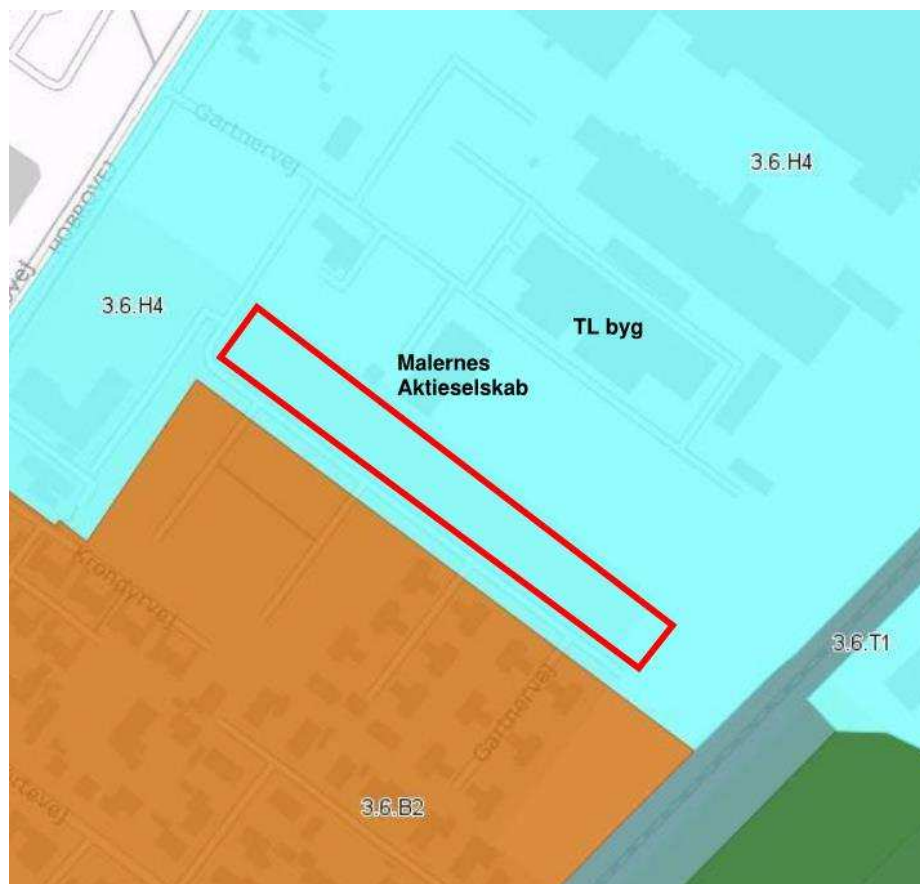 Gartnervej
3.6.H4
Hobrovej
3.6.H4
TL byg
Malernes
Aktieselskab
Krondyrvej
3.6.T1
Gartnervej
3.6.B2